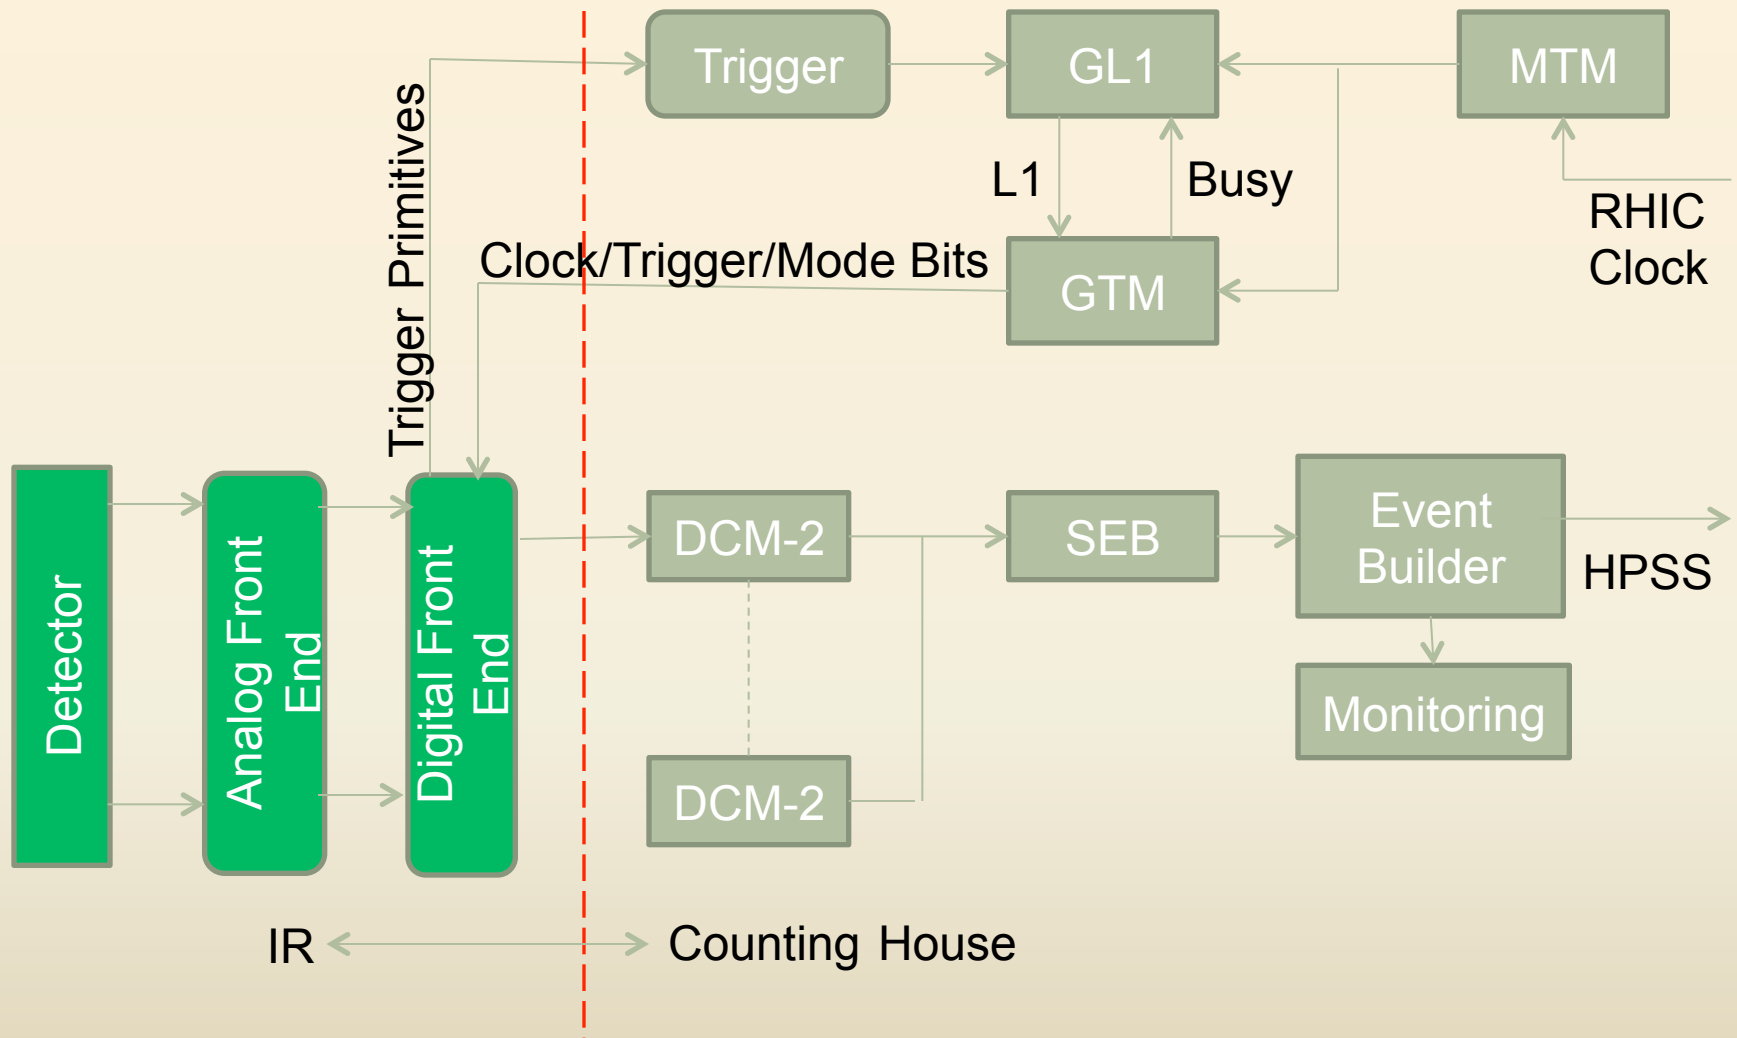 Trigger
GL1
MTM
Trigger Primitives
L1
Busy
RHIC
Clock
Clock/Trigger/Mode Bits
GTM
Detector
Analog Front
End
Digital Front
End
DCM-2
SEB
Event
Builder
HPSS
Monitoring
DCM-2
IR
Counting House